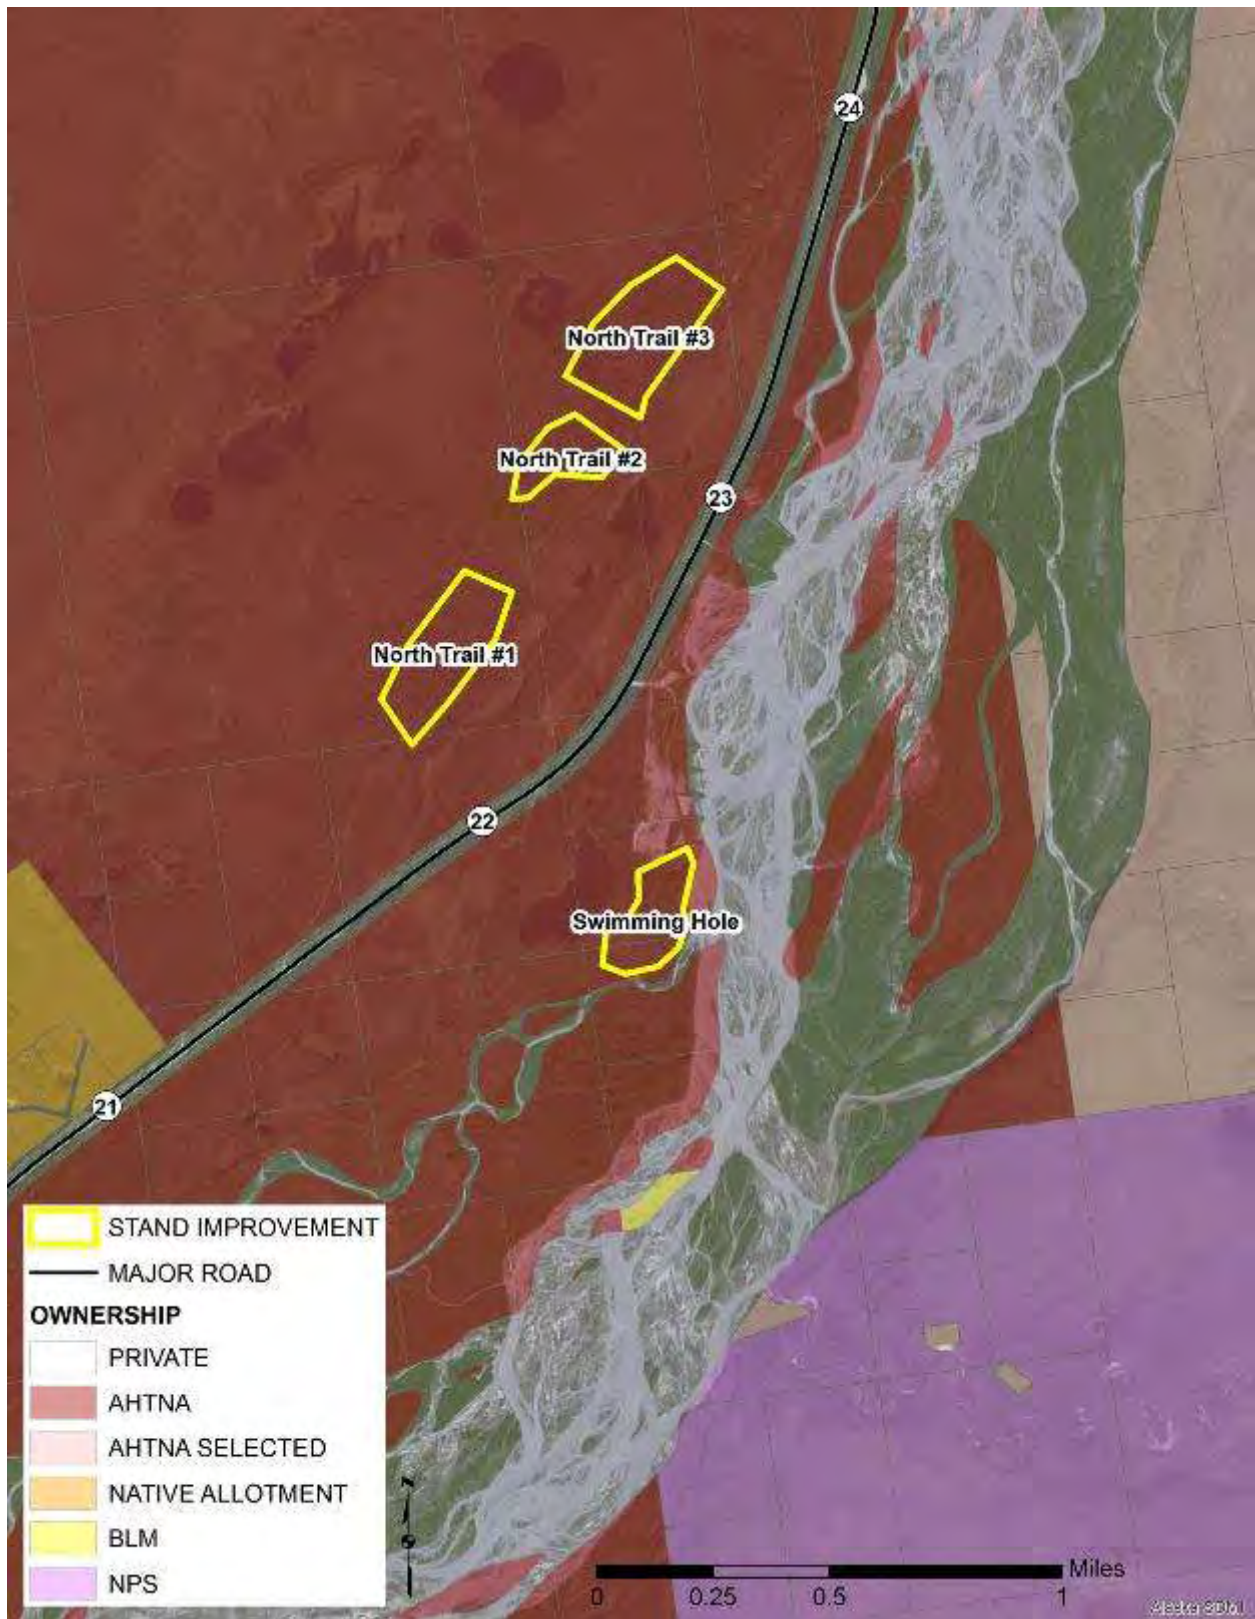 24
North Trail #3
North Trail #2
23
North Trail #1
22
Swimming Hole
21
STAND IMPROVEMENT
MAJOR ROAD
OWNERSHIP
PRIVATE
AHTNA
AHTNA SELECTED
NATIVE ALLOTMENT
BLM
NPS
Miles
0 0.25 0.5 1